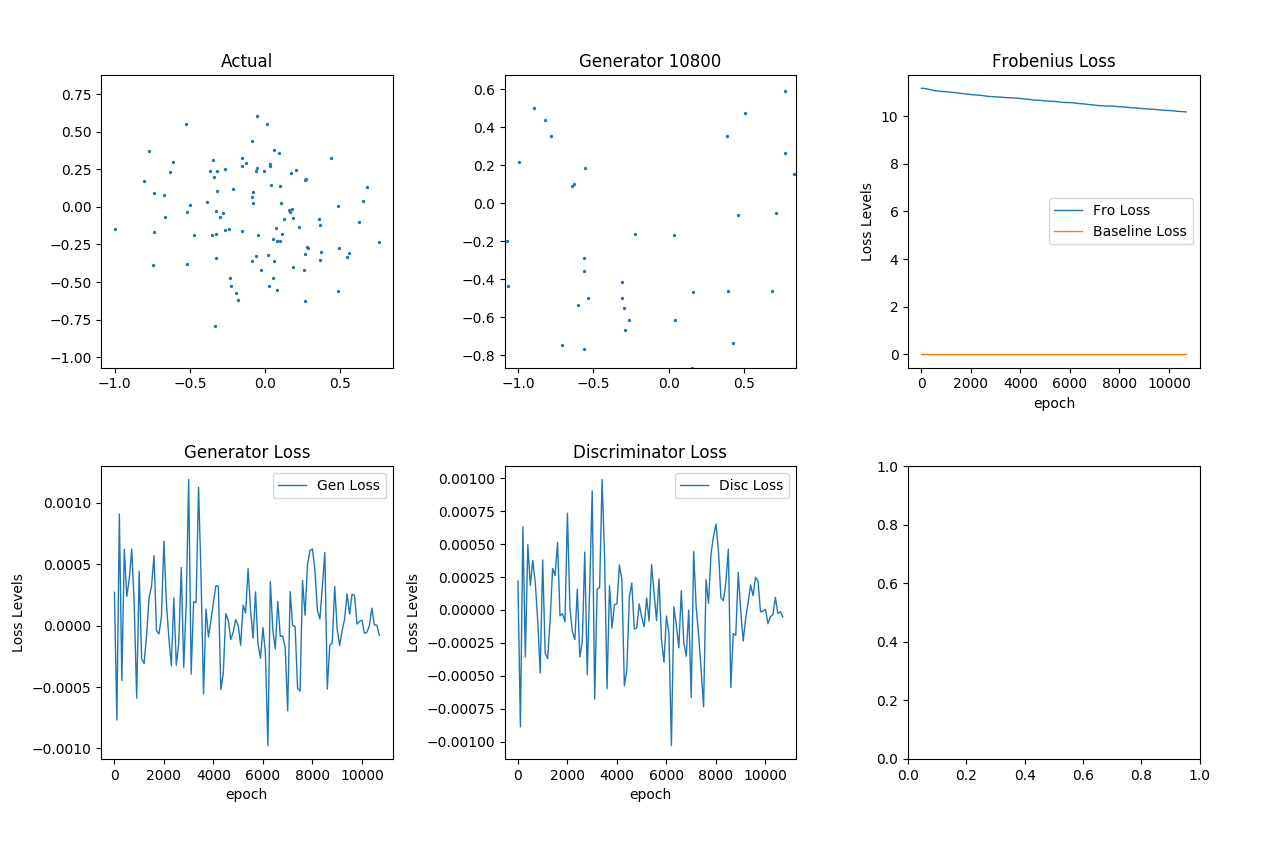 Actual
0.75
0.50
0.25
0.00
−0.25
−0.50
−0.75
−1.00
−1.0 −0.5 0.0 0.5
Generator 10800
0.6
0.4
0.2
0.0
−0.2
−0.4
−0.6
−0.8
−1.0 −0.5 0.0 0.5
Frobenius Loss
Loss Levels
10
8
6
4
2
0
Fro Loss
Baseline Loss
0 2000 4000 6000 8000 10000
epoch
Generator Loss
Loss Levels
0.0010
0.0005
0.0000
−0.0005
−0.0010
Gen Loss
0 2000 4000 6000 8000 10000
epoch
Discriminator Loss
Loss Levels
0.00100
0.00075
0.00050
0.00025
0.00000
−0.00025
−0.00050
−0.00075
−0.00100
Disc Loss
0 2000 4000 6000 8000 10000
epoch
1.0
0.8
0.6
0.4
0.2
0.0
0.0 0.2 0.4 0.6 0.8 1.0